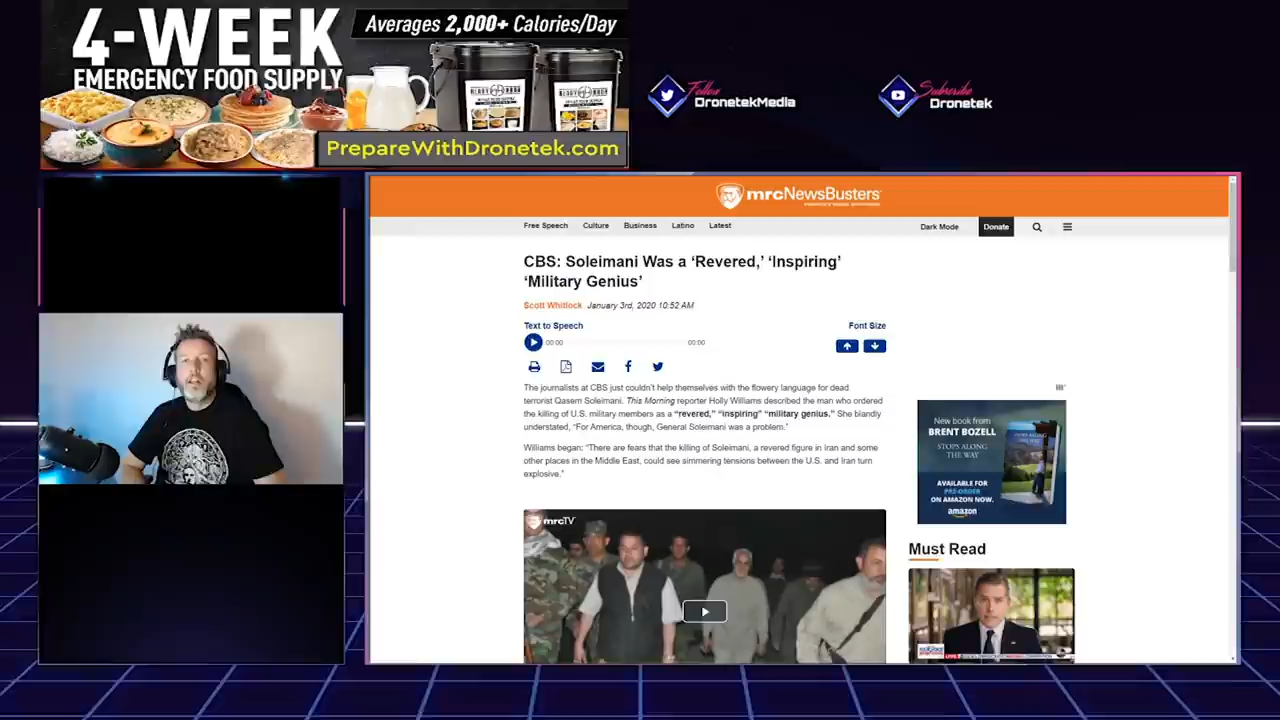 4-WEEK
EMERGENCY FOOD SUPPLY
Averages 2,000+ Calories/Day
PrepareWithDronetek.com
Follow
DronetekMedia
Subscribe
Dronetek
mrcNewsBusters
Free Speech Culture Business Latino Latest
Dark Mode Donate
CBS: Soleimani Was a ‘Revered,’ ‘Inspiring’
‘Military Genius’
Scott Whitlock January 3rd, 2020 10:52 AM
Text to Speech
Font Size
00:00 00:00
The journalists at CBS just couldn’t help themselves with the flowery language for dead
terrorist Qasem Soleimani. This Morning reporter Holly Williams described the man who ordered
the killing of U.S. military members as a “revered,” “inspiring” “military genius.” She blandly
understated, “For America, though, General Soleimani was a problem.”
Williams began: “There are fears that the killing of Soleimani, a revered figure in Iran and some
other places in the Middle East, could see simmering tensions between the U.S. and Iran turn
explosive.”
mrcTV
New book from
BRENT BOZELL
STOPS ALONG
THE WAY
AVAILABLE FOR
PRE-ORDER
ON AMAZON NOW.
amazon
Must Read